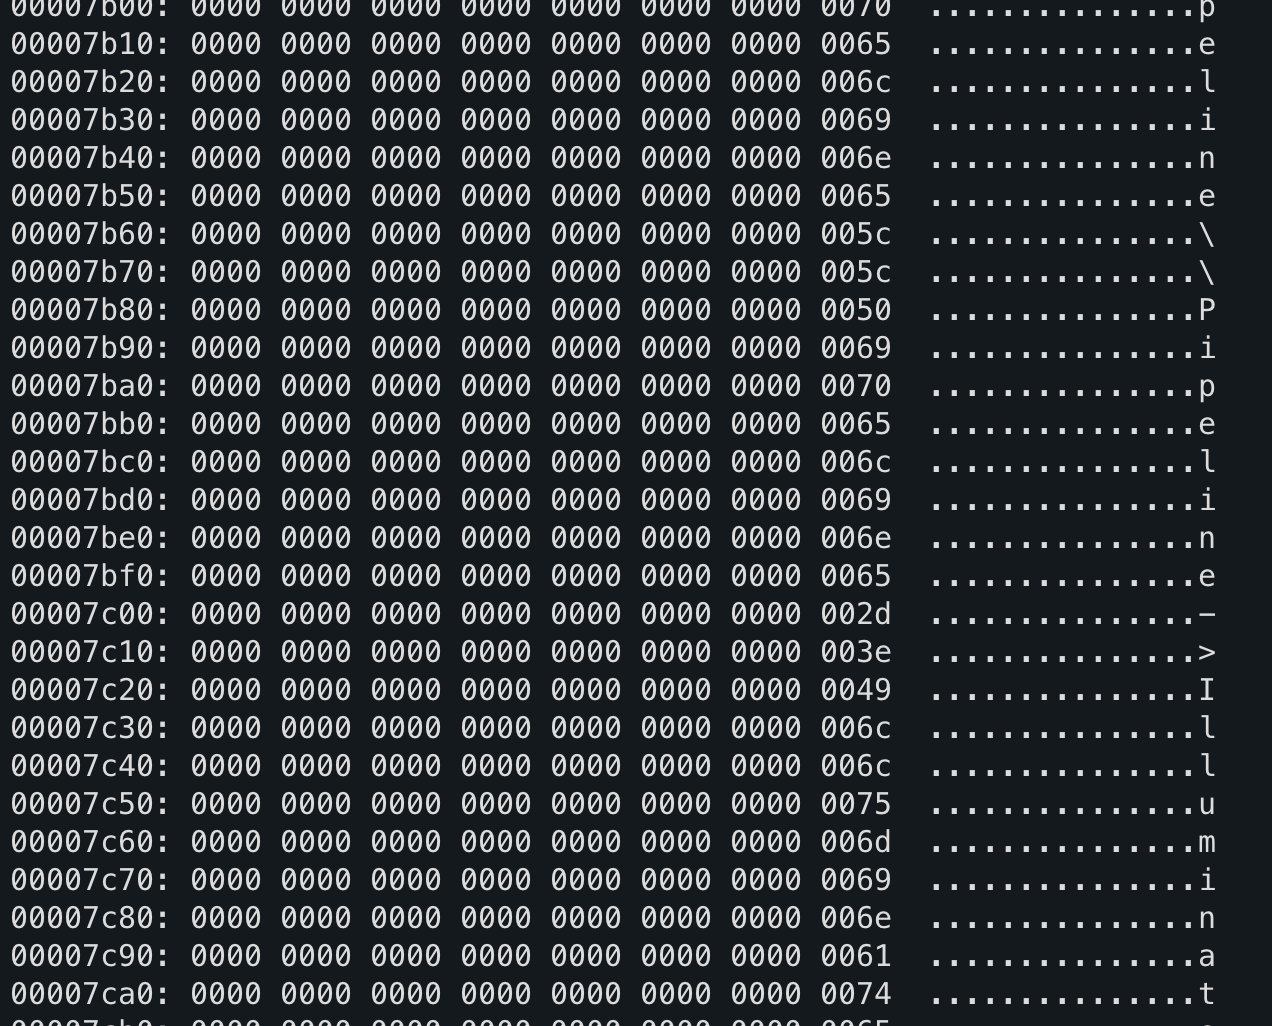 00007b00: 0000 0000 0000 0000 0000 0000 0000 0070  ...............p
00007b10: 0000 0000 0000 0000 0000 0000 0000 0065  ...............e
00007b20: 0000 0000 0000 0000 0000 0000 0000 006c  ...............l
00007b30: 0000 0000 0000 0000 0000 0000 0000 0069  ...............i
00007b40: 0000 0000 0000 0000 0000 0000 0000 006e  ...............n
00007b50: 0000 0000 0000 0000 0000 0000 0000 0065  ...............e
00007b60: 0000 0000 0000 0000 0000 0000 0000 005c  ...............\
00007b70: 0000 0000 0000 0000 0000 0000 0000 005c  ...............\
00007b80: 0000 0000 0000 0000 0000 0000 0000 0050  ...............P
00007b90: 0000 0000 0000 0000 0000 0000 0000 0069  ...............i
00007ba0: 0000 0000 0000 0000 0000 0000 0000 0070  ...............p
00007bb0: 0000 0000 0000 0000 0000 0000 0000 0065  ...............e
00007bc0: 0000 0000 0000 0000 0000 0000 0000 006c  ...............l
00007bd0: 0000 0000 0000 0000 0000 0000 0000 0069  ...............i
00007be0: 0000 0000 0000 0000 0000 0000 0000 006e  ...............n
00007bf0: 0000 0000 0000 0000 0000 0000 0000 0065  ...............e
00007c00: 0000 0000 0000 0000 0000 0000 0000 002d  ...............-
00007c10: 0000 0000 0000 0000 0000 0000 0000 003e  ...............>
00007c20: 0000 0000 0000 0000 0000 0000 0000 0049  ...............I
00007c30: 0000 0000 0000 0000 0000 0000 0000 006c  ...............l
00007c40: 0000 0000 0000 0000 0000 0000 0000 006c  ...............l
00007c50: 0000 0000 0000 0000 0000 0000 0000 0075  ...............u
00007c60: 0000 0000 0000 0000 0000 0000 0000 006d  ...............m
00007c70: 0000 0000 0000 0000 0000 0000 0000 0069  ...............i
00007c80: 0000 0000 0000 0000 0000 0000 0000 006e  ...............n
00007c90: 0000 0000 0000 0000 0000 0000 0000 0061  ...............a
00007ca0: 0000 0000 0000 0000 0000 0000 0000 0074  ...............t